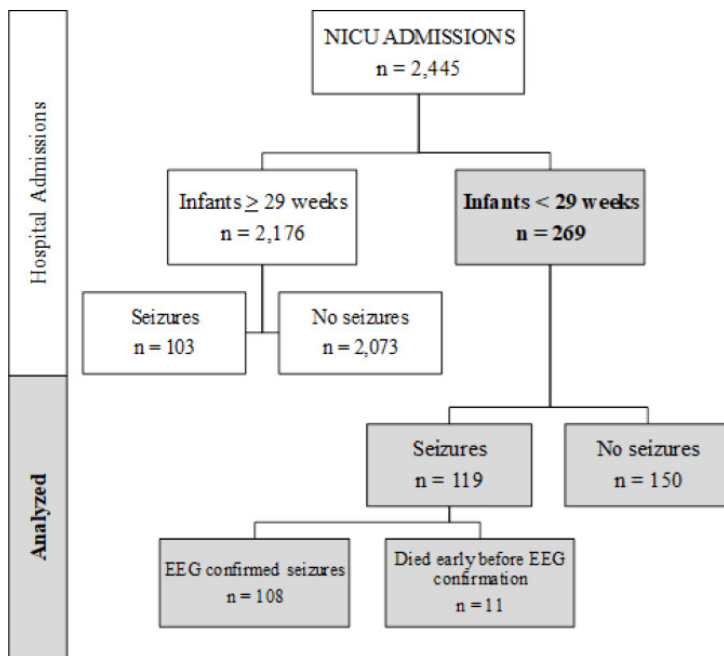 Hospital Admissions
NICU ADMISSIONS
n = 2,445
Infants ≥ 29 weeks
n = 2,176
Infants < 29 weeks
n = 269
Seizures
n = 103
No seizures
n = 2,073
Analyzed
Seizures
n = 119
No seizures
n = 150
EEG confirmed seizures
n = 108
Died early before EEG
confirmation
n = 11